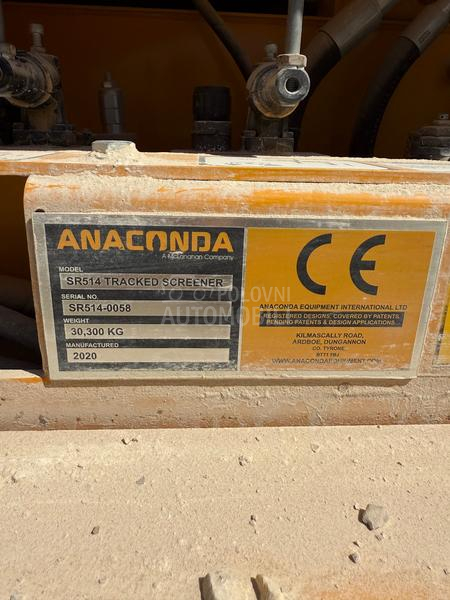 ANACONDA
A McLanahan Company
MODEL
SR514 TRACKED SCREENER
SERIAL NO.
SR514-0058
WEIGHT
30,300 KG
MANUFACTURED
2020
CE
ANACONDA EQUIPMENT INTERNATIONAL LTD
REGISTERED DESIGNS, COVERED BY PATENTS,
PENDING PATENTS & DESIGN APPLICATIONS
KILMASCALLY ROAD,
ARDBOE, DUNGANNON
CO. TYRONE,
BT71 5BJ
WWW.ANACONDAEQUIPMENT.COM
POLOVNI
AUTOMOBILI